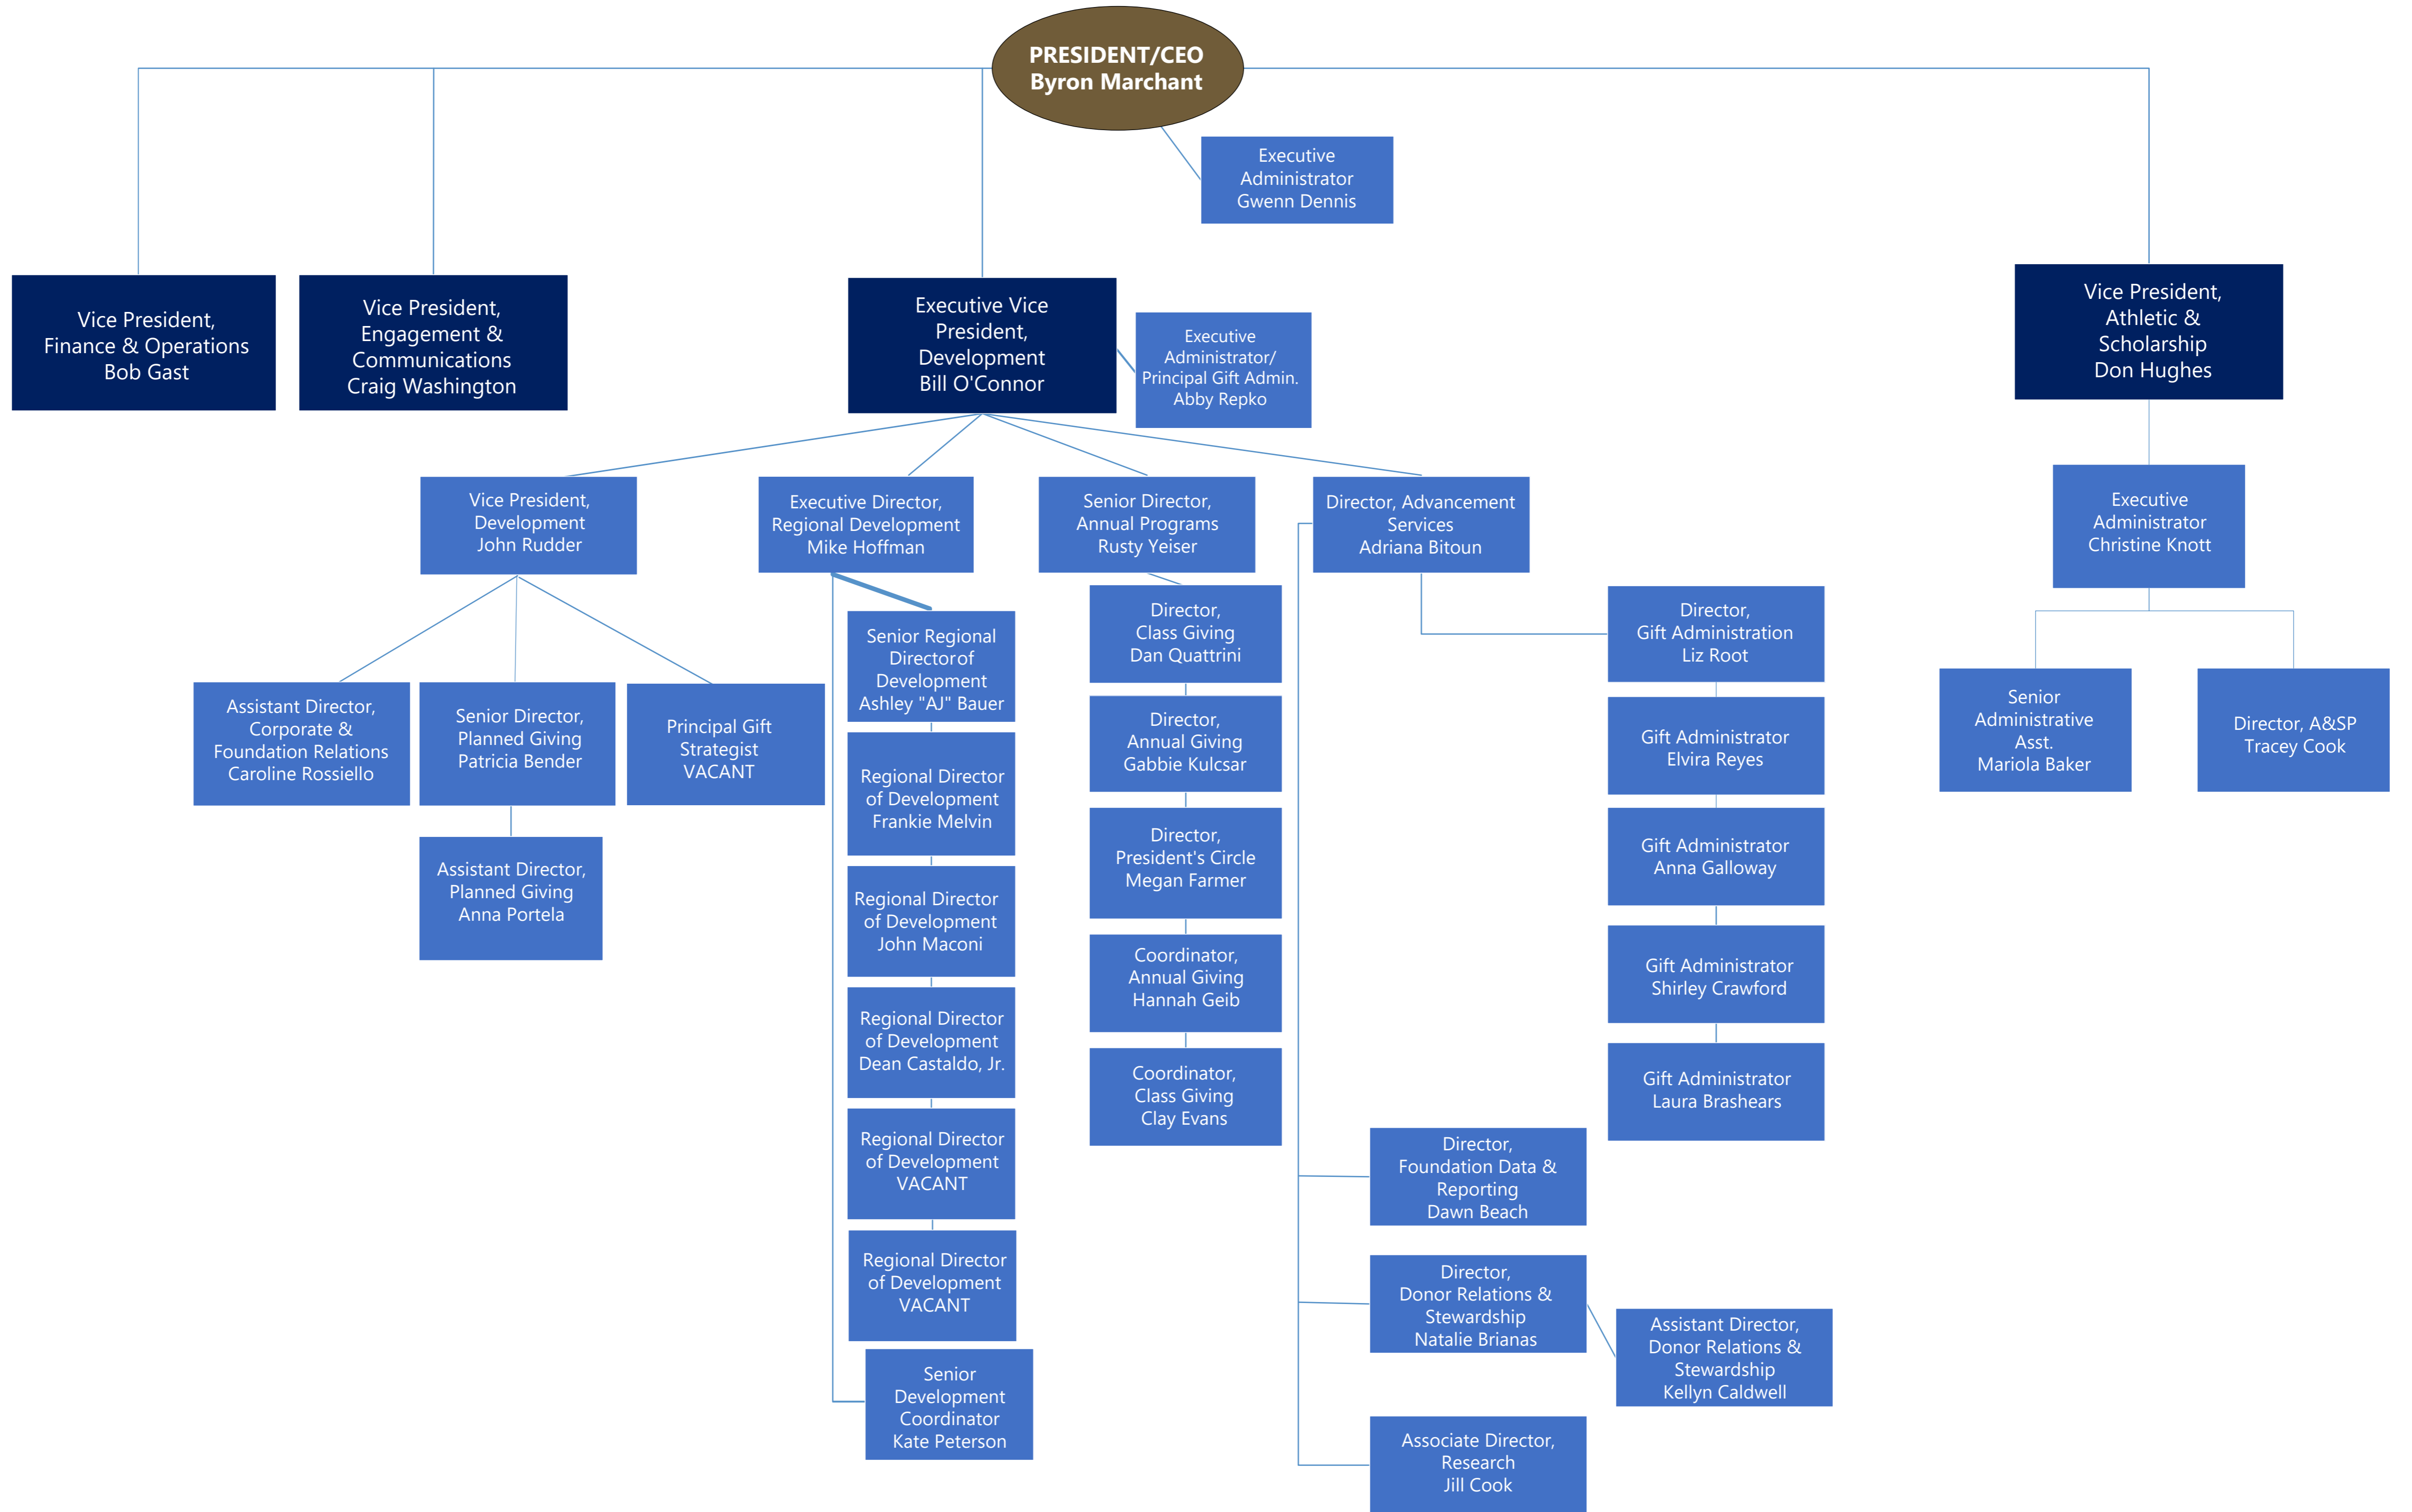 PRESIDENT/CEO
Byron Marchant
Executive
Administrator
Gwenn Dennis
Vice President,
Finance & Operations
Bob Gast
Vice President,
Engagement &
Communications
Craig Washington
Executive Vice
President,
Development
Bill O'Connor
Executive
Administrator/
Principal Gift Admin.
Abby Repko
Vice President,
Athletic &
Scholarship
Don Hughes
Vice President,
Development
John Rudder
Executive Director,
Regional Development
Mike Hoffman
Senior Director,
Annual Programs
Rusty Yeiser
Director, Advancement
Services
Adriana Bitoun
Executive
Administrator
Christine Knott
Assistant Director,
Corporate &
Foundation Relations
Caroline Rossiello
Senior Director,
Planned Giving
Patricia Bender
Principal Gift
Strategist
VACANT
Assistant Director,
Planned Giving
Anna Portela
Senior Regional
Directorof
Development
Ashley "AJ" Bauer
Regional Director
of Development
Frankie Melvin
Regional Director
of Development
John Maconi
Regional Director
of Development
Dean Castaldo, Jr.
Regional Director
of Development
VACANT
Regional Director
of Development
VACANT
Senior
Development
Coordinator
Kate Peterson
Director,
Class Giving
Dan Quattrini
Director,
Annual Giving
Gabbie Kulcsar
Director,
President's Circle
Megan Farmer
Coordinator,
Annual Giving
Hannah Geib
Coordinator,
Class Giving
Clay Evans
Director,
Gift Administration
Liz Root
Gift Administrator
Elvira Reyes
Gift Administrator
Anna Galloway
Gift Administrator
Shirley Crawford
Gift Administrator
Laura Brashears
Director,
Foundation Data &
Reporting
Dawn Beach
Director,
Donor Relations &
Stewardship
Natalie Brianas
Assistant Director,
Donor Relations &
Stewardship
Kellyn Caldwell
Associate Director,
Research
Jill Cook
Senior
Administrative
Asst.
Mariola Baker
Director, A&SP
Tracey Cook